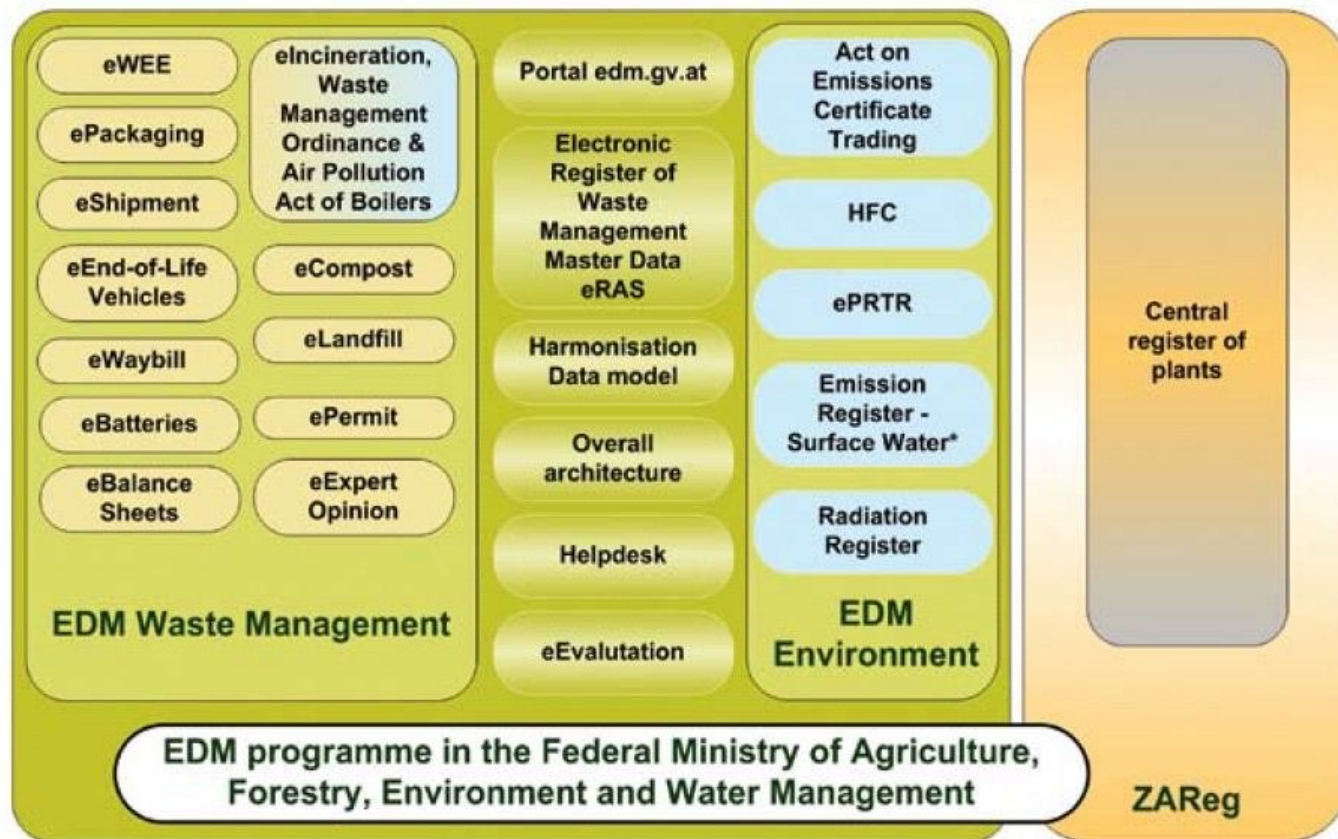 eWEE
ePackaging
eShipment
eEnd-of-Life
Vehicles
eWaybill
eBatteries
eBalance
Sheets
eIncineration,
Waste
Management
Ordinance &
Air Pollution
Act of Boilers
eCompost
eLandfill
ePermit
eExpert
Opinion
EDM Waste Management
Portal edm.gv.at
Electronic
Register of
Waste
Management
Master Data
eRAS
Harmonisation
Data model
Overall
architecture
Helpdesk
eEvalutation
Act on
Emissions
Certificate
Trading
HFC
ePRTR
Emission
Register -
Surface Water*
Radiation
Register
EDM
Environment
Central
register of
plants
ZAReg
EDM programme in the Federal Ministry of Agriculture,
Forestry, Environment and Water Management